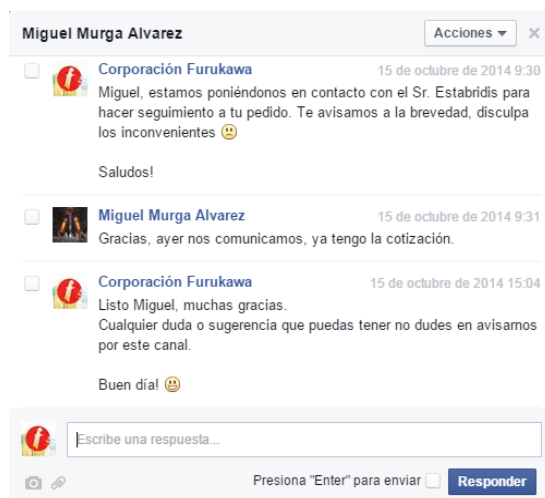 Miguel Murga Alvarez
Acciones
Corporación Furukawa
15 de octubre de 2014 9:30
Miguel, estamos poniéndonos en contacto con el Sr. Estabridis para
hacer seguimiento a tu pedido. Te avisamos a la brevedad, disculpa
los inconvenientes
Saludos!
Miguel Murga Alvarez
15 de octubre de 2014 9:31
Gracias, ayer nos comunicamos, ya tengo la cotización.
Corporación Furukawa
15 de octubre de 2014 15:04
Listo Miguel, muchas gracias.
Cualquier duda o sugerencia que puedas tener no dudes en avisarnos
por este canal.
Buen día!
Escribe una respuesta...
Presiona "Enter" para enviar
Responder